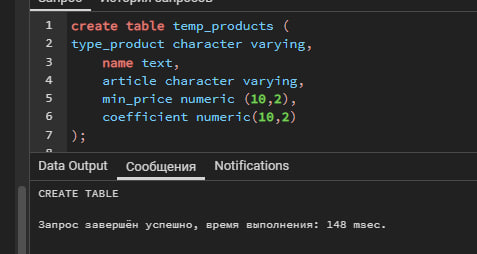 Запрос История запросов
1 create table temp_products (
2 type_product character varying,
3 name text,
4 article character varying,
5 min_price numeric (10,2),
6 coefficient numeric(10,2)
7 );
Data Output Сообщения Notifications
CREATE TABLE
Запрос завершён успешно, время выполнения: 148 msec.